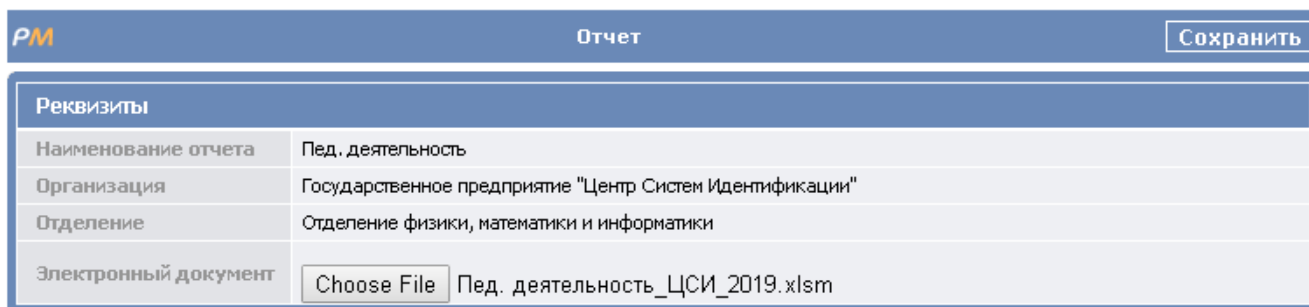 РМ Отчет Сохранить
Реквизиты
Наименование отчета Пед. деятельность
Организация Государственное предприятие "Центр Систем Идентификации"
Отделение Отделение физики, математики и информатики
Электронный документ Choose File Пед. деятельность_ЦСИ_2019.xlsm